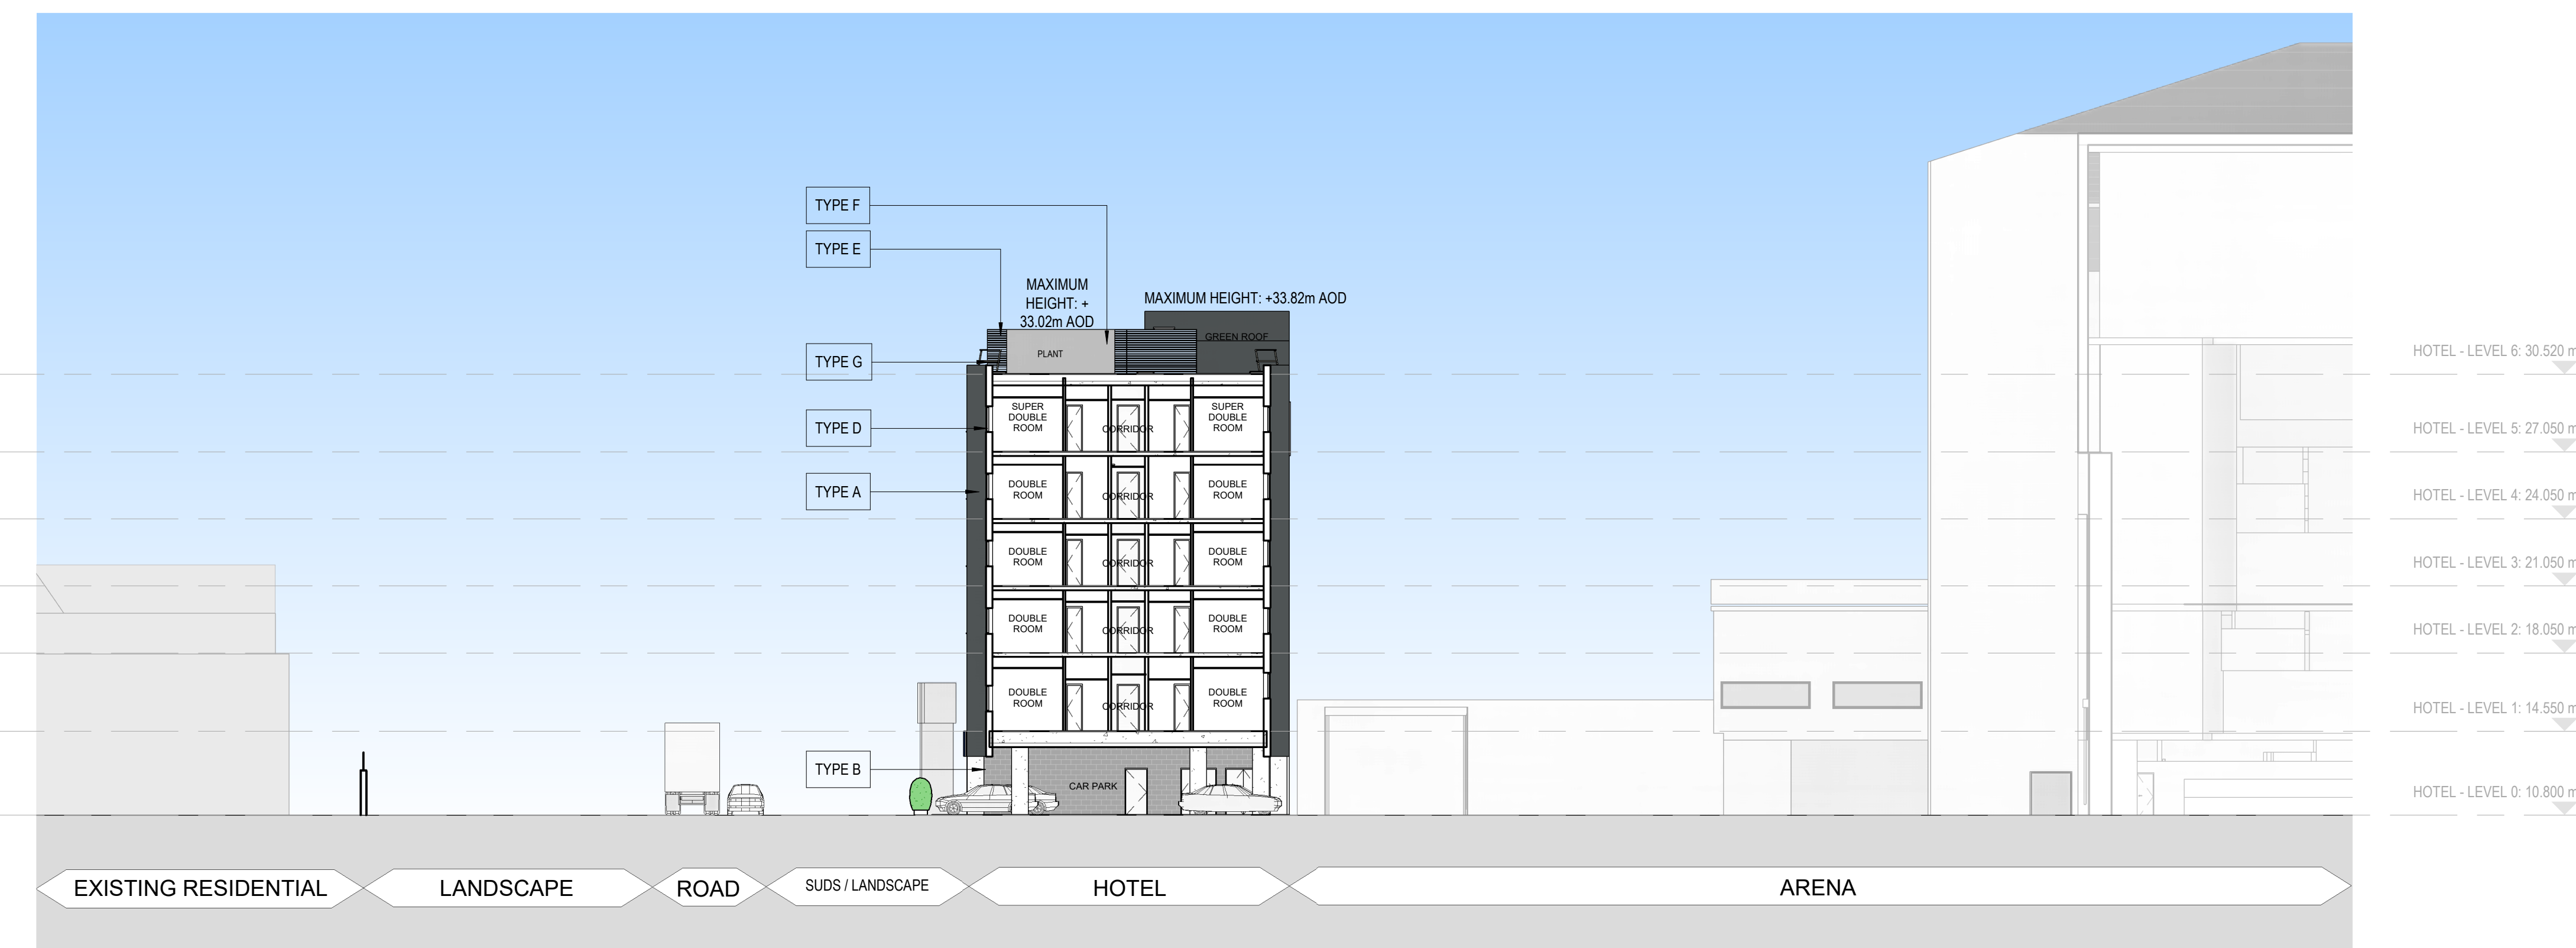 TYPE F
TYPE E
MAXIMUM
HEIGHT: +
33.02m AOD
MAXIMUM HEIGHT: +33.82m AOD
GREEN ROOF
PLANT
TYPE G
HOTEL - LEVEL 6: 30.520 m
SUPER
DOUBLE
ROOM
CORRIDOR
SUPER
DOUBLE
ROOM
TYPE D
HOTEL - LEVEL 5: 27.050 m
TYPE A
DOUBLE
ROOM
CORRIDOR
DOUBLE
ROOM
HOTEL - LEVEL 4: 24.050 m
DOUBLE
ROOM
CORRIDOR
DOUBLE
ROOM
HOTEL - LEVEL 3: 21.050 m
DOUBLE
ROOM
CORRIDOR
DOUBLE
ROOM
HOTEL - LEVEL 2: 18.050 m
DOUBLE
ROOM
CORRIDOR
DOUBLE
ROOM
HOTEL - LEVEL 1: 14.550 m
TYPE B
CAR PARK
HOTEL - LEVEL 0: 10.800 m
EXISTING RESIDENTIAL
LANDSCAPE
ROAD
SUDS / LANDSCAPE
HOTEL
ARENA